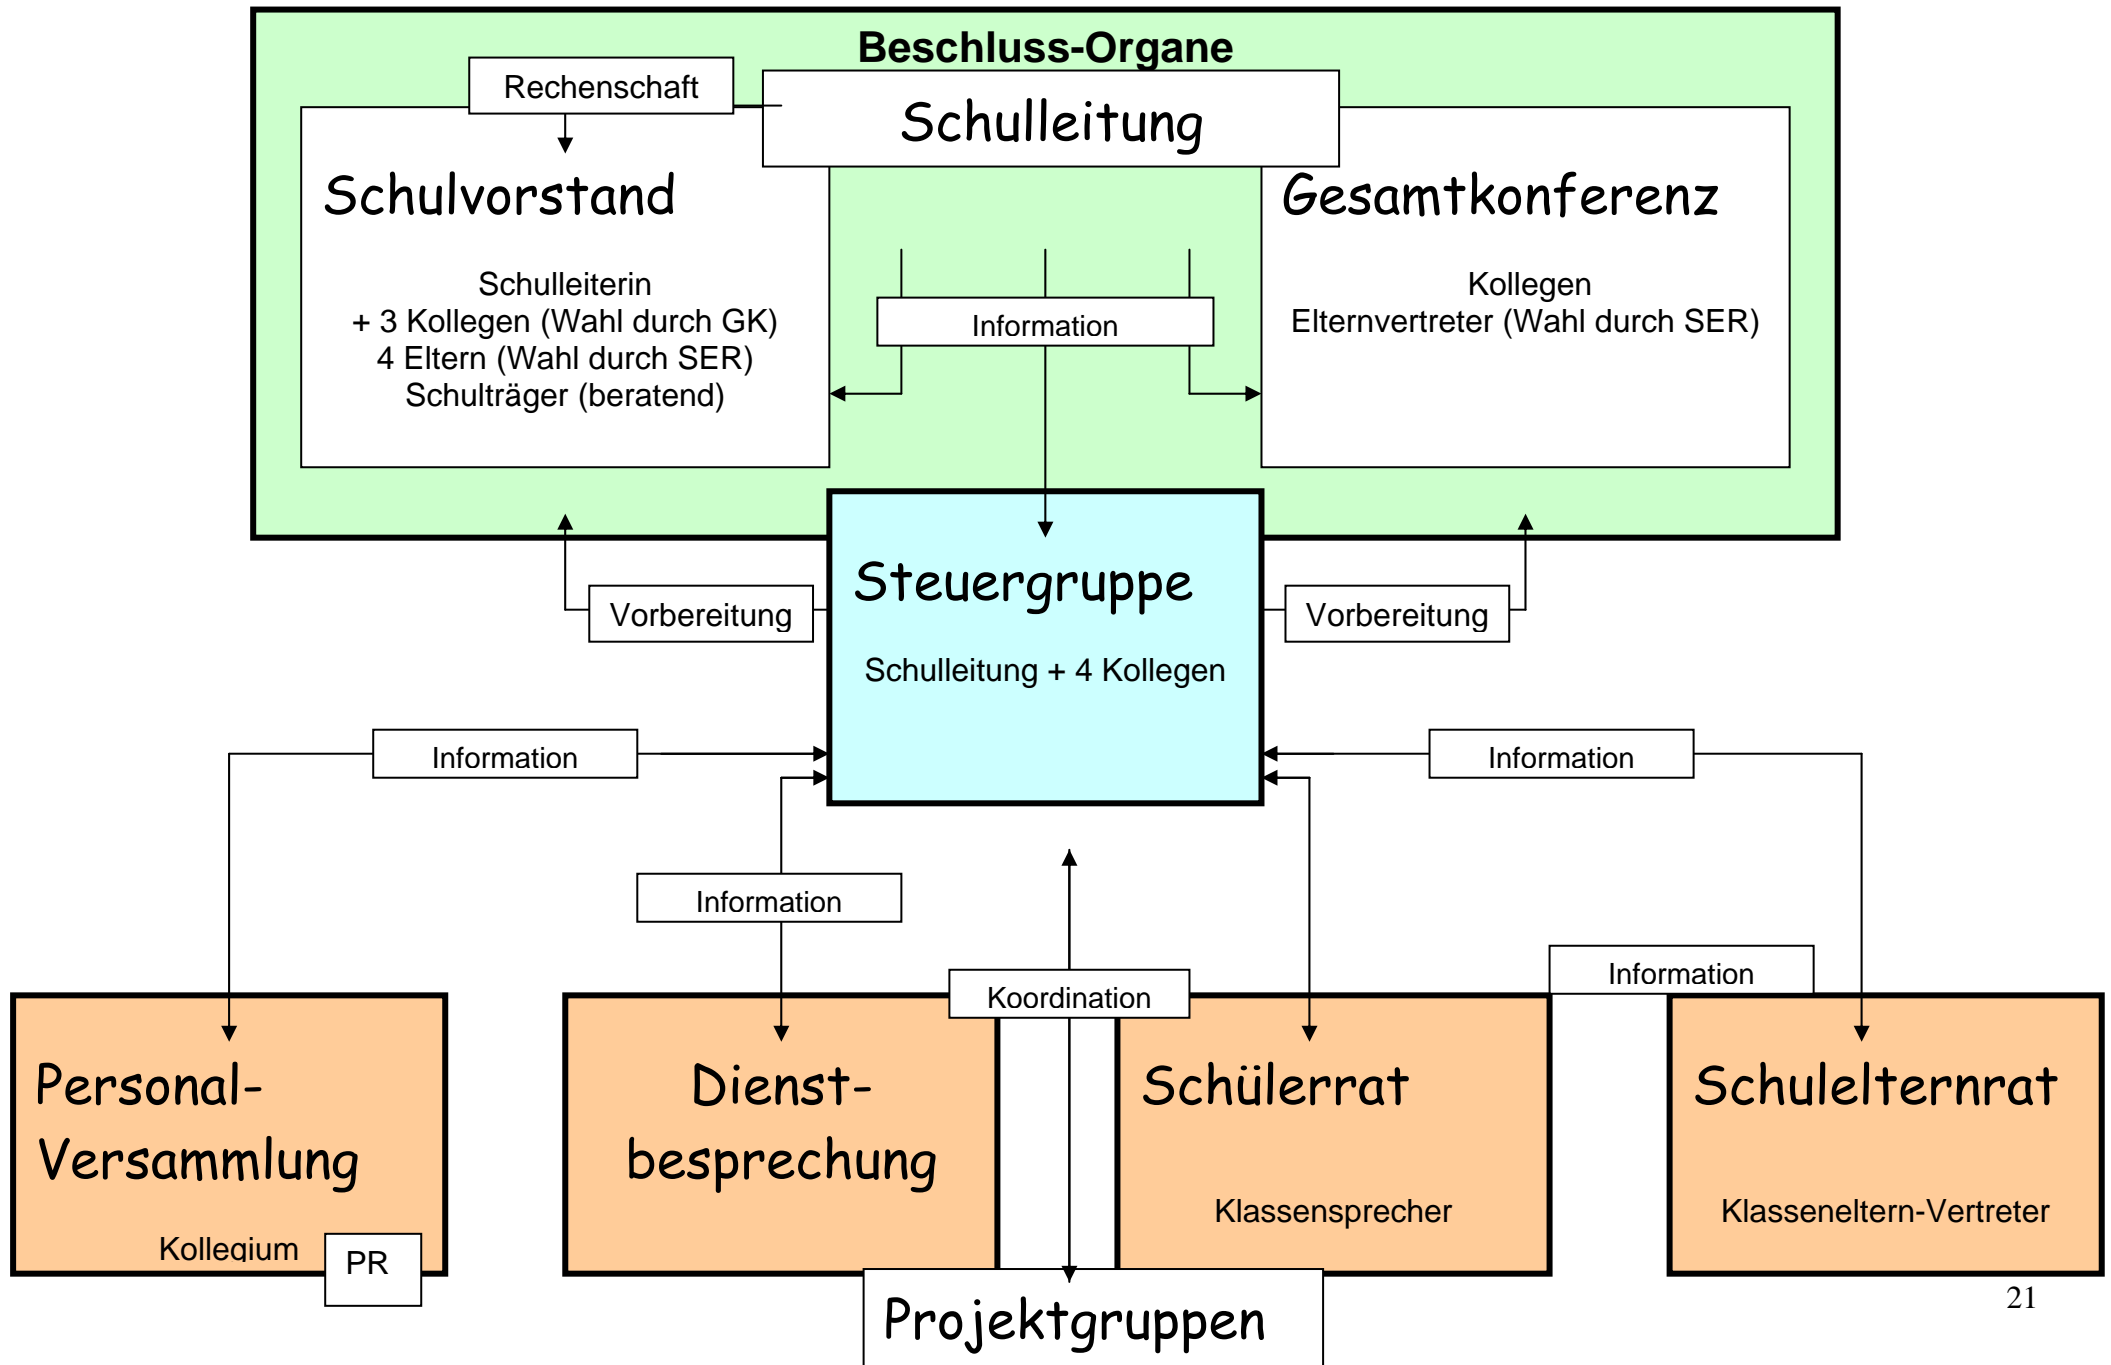 Beschluss-Organe
Rechenschaft
Schulleitung
Schulvorstand
Schulleiterin
+ 3 Kollegen (Wahl durch GK)
4 Eltern (Wahl durch SER)
Schulträger (beratend)
Information
Gesamtkonferenz
Kollegen
Elternvertreter (Wahl durch SER)
Vorbereitung
Steuergruppe
Schulleitung + 4 Kollegen
Vorbereitung
Information
Information
Information
Koordination
Information
Personal-
Versammlung
Kollegium
PR
Dienst-
besprechung
Schülerrat
Klassensprecher
Schulelternrat
Klasseneltern-Vertreter
Projektgruppen
21